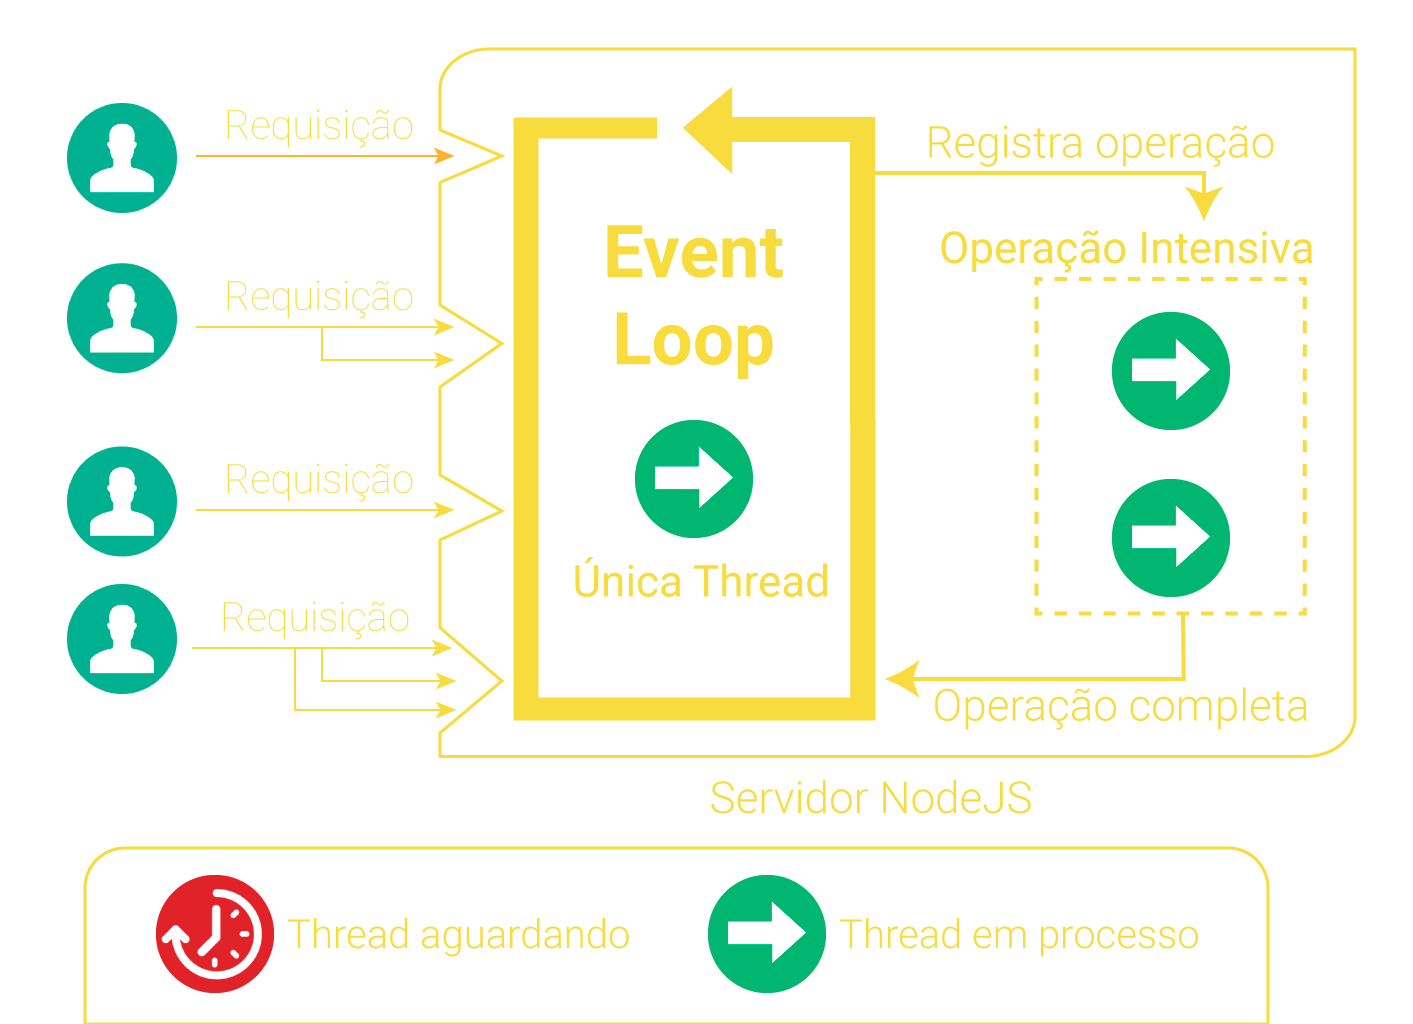 Requisição
Requisição
Requisição
Requisição
Event
Loop
Única Thread
Registra operação
Operação Intensiva
Operação completa
Servidor NodeJS
Thread aguardando
Thread em processo